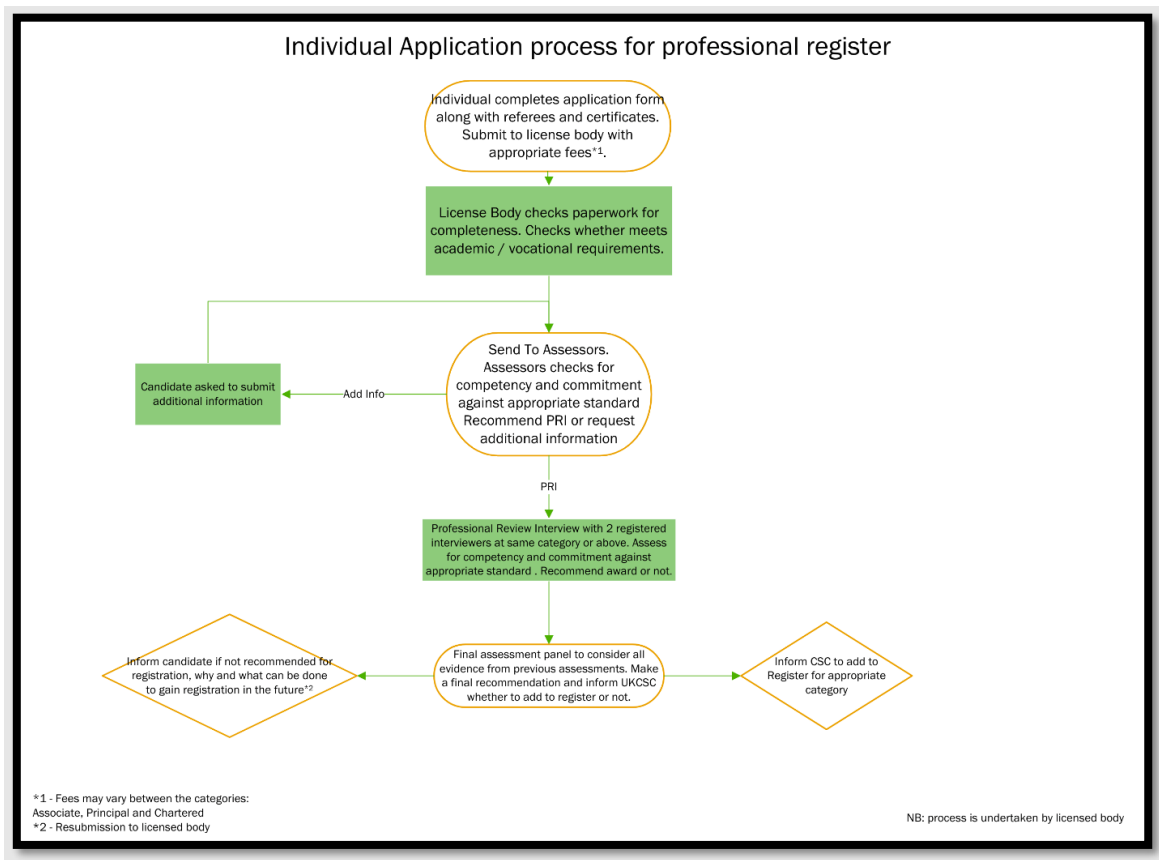 Individual Application process for professional register
Individual completes application form
along with referees and certificates.
Submit to license body with
appropriate fees*1.
License Body checks paperwork for
completeness. Checks whether meets
academic / vocational requirements.
Send To Assessors.
Assessors checks for
competency and commitment
against appropriate standard
Recommend PRI or request
additional information
Add Info
Candidate asked to submit
additional information
PRI
Professional Review Interview with 2 registered
interviewers at same category or above. Assess
for competency and commitment against
appropriate standard . Recommend award or not.
Inform candidate if not recommended for
registration, why and what can be done
to gain registration in the future*2
Final assessment panel to consider all
evidence from previous assessments. Make
a final recommendation and inform UKCSC
whether to add to register or not.
Inform CSC to add to
Register for appropriate
category
*1 - Fees may vary between the categories:
Associate, Principal and Chartered
*2 - Resubmission to licensed body
NB: process is undertaken by licensed body